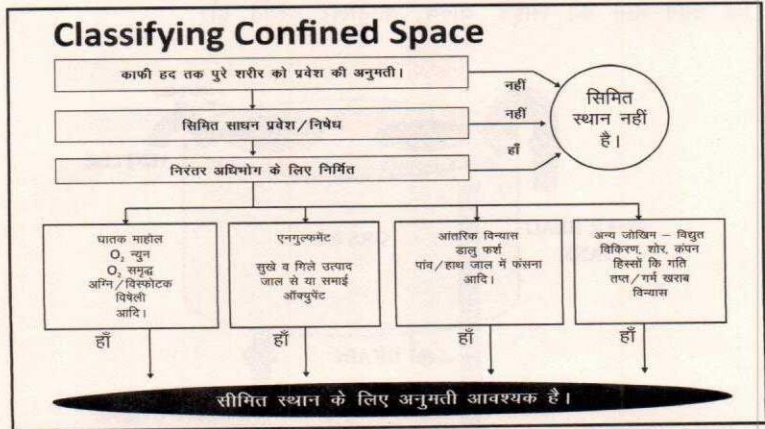 Classifying Confined Space
काफी हद तक पुरे शरीर को प्रवेश की अनुमती।
नहीं
सिमित साधन प्रवेश/निषेध
नहीं
निरंतर अधिभोग के लिए निर्मित
हाँ
सिमित
स्थान नहीं
है।
घातक माहोल
O₂ न्युन
O₂ समृद्ध
अग्नि/विस्फोटक
विषेली
आदि।
एनगुल्फमेंट
सुखे व गिले उत्पाद
जाल से या समाई
ऑक्युपेंट
आंतरिक विन्यास
डालु फर्श
पांव/हाथ जाल में फंसना
आदि।
अन्य जोखिम – विद्युत
विकिरण, शोर, कंपन
हिस्सों कि गति
तप्त/गर्म खराब
विन्यास
हाँ
हाँ
हाँ
हाँ
सीमित स्थान के लिए अनुमती आवश्यक है।